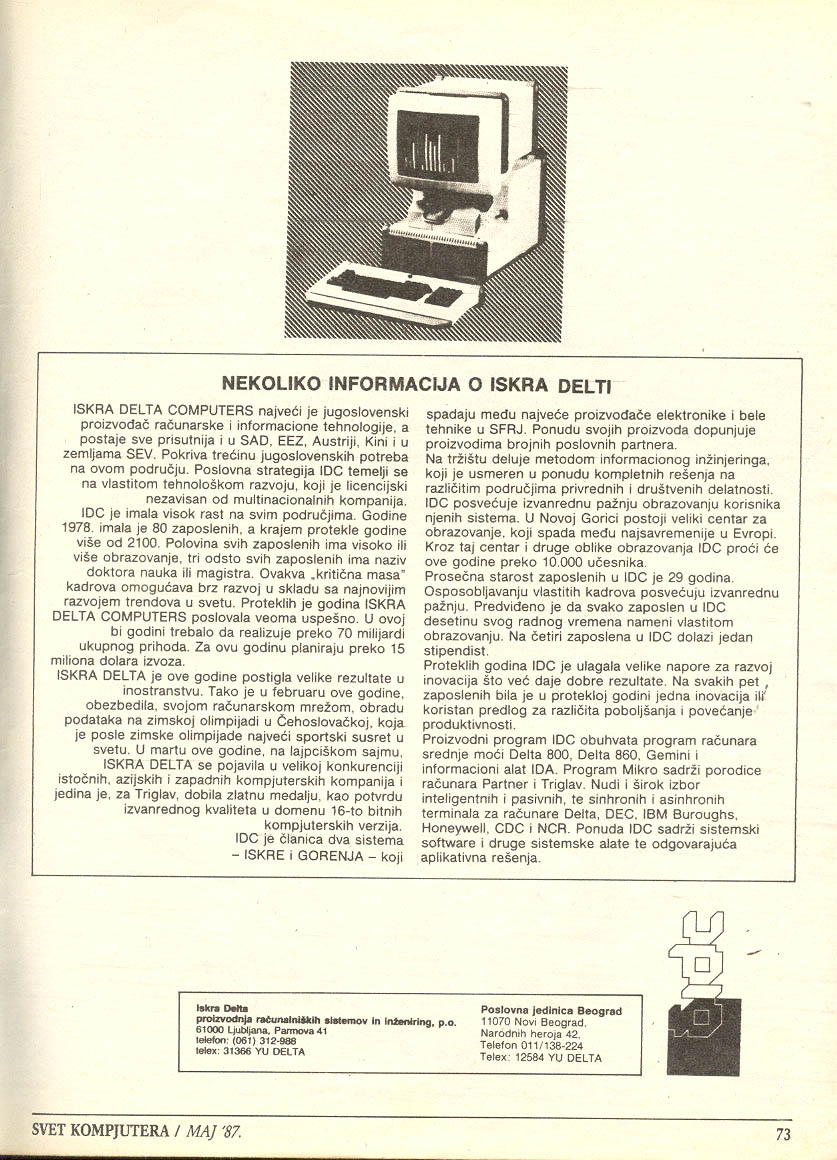 NEKOLIKO INFORMACIJA O ISKRA DELTI
ISKRA DELTA COMPUTERS najveći je jugoslovenski
proizvođač računarske i informacione tehnologije, a
postaje sve prisutnija i u SAD, EEZ, Austriji, Kini i u
zemljama SEV. Pokriva trećinu jugoslovenskih potreba
na ovom području. Poslovna strategija IDC temelji se
na vlastitom tehnološkom razvoju, koji je licencijski
nezavisan od multinacionalnih kompanija.
IDC je imala visok rast na svim područjima. Godine
1978. imala je 80 zaposlenih, a krajem protekle godine
više od 2100. Polovina svih zaposlenih ima visoko ili
više obrazovanje, tri odsto svih zaposlenih ima naziv
doktora nauka ili magistra. Ovakva „kritična masa"
kadrova omogućava brz razvoj u skladu sa najnovijim
razvojem trendova u svetu. Proteklih je godina ISKRA
DELTA COMPUTERS poslovala veoma uspešno. U ovoj
bi godini trebalo da realizuje preko 70 milijardi
ukupnog prihoda. Za ovu godinu planiraju preko 15
miliona dolara izvoza.
ISKRA DELTA je ove godine postigla velike rezultate u
inostranstvu. Tako je u februaru ove godine,
obezbedila, svojom računarskom mrežom, obradu
podataka na zimskoj olimpijadi u Čehoslovačkoj, koja
je posle zimske olimpijade najveći sportski susret u
svetu. U martu ove godine, na lajpciškom sajmu,
ISKRA DELTA se pojavila u velikoj konkurenciji
istočnih, azijskih i zapadnih kompjuterskih kompanija i
jedina je, za Triglav, dobila zlatnu medalju, kao potvrdu
izvanrednog kvaliteta u domenu 16-to bitnih
kompjuterskih verzija.
IDC je članica dva sistema
– ISKRE i GORENJA – koji
spadaju među najveće proizvođače elektronike i bele
tehnike u SFRJ. Ponudu svojih proizvoda dopunjuje
proizvodima brojnih poslovnih partnera.
Na tržištu deluje metodom informacionog inžinjeringa,
koji je usmeren u ponudu kompletnih rešenja na
različitim područjima privrednih i društvenih delatnosti.
IDC posvećuje izvanrednu pažnju obrazovanju korisnika
njenih sistema. U Novoj Gorici postoji veliki centar za
obrazovanje, koji spada među najsavremenije u Evropi.
Kroz taj centar i druge oblike obrazovanja IDC proći će
ove godine preko 10.000 učesnika.
Prosečna starost zaposlenih u IDC je 29 godina.
Osposobljavanju vlastitih kadrova posvećuju izvanrednu
pažnju. Predviđeno je da svako zaposlen u IDC
desetinu svog radnog vremena nameni vlastitom
obrazovanju. Na četiri zaposlena u IDC dolazi jedan
stipendist.
Proteklih godina IDC je ulagala velike napore za razvoj
inovacija što već daje dobre rezultate. Na svakih pet
zaposlenih bila je u protekloj godini jedna inovacija ili
koristan predlog za različita poboljšanja i povećanje
produktivnosti.
Proizvodni program IDC obuhvata program računara
srednje moći Delta 800, Delta 860, Gemini i
informacioni alat IDA. Program Mikro sadrži porodice
računara Partner i Triglav. Nudi i širok izbor
inteligentnih i pasivnih, te sinhronih i asinhronih
terminala za računare Delta, DEC, IBM Buroughs,
Honeywell, CDC i NCR. Ponuda IDC sadrži sistemski
software i druge sistemske alate te odgovarajuća
aplikativna rešenja.
Iskra Delta
proizvodnja računalniških sistemov in inženiring, p.o.
61000 Ljubljana, Parmova 41
telefon: (061) 312-988
telex: 31366 YU DELTA
Poslovna jedinica Beograd
11070 Novi Beograd,
Narodnih heroja 42,
Telefon 011/138-224
Telex: 12584 YU DELTA
SVET KOMPJUTERA / MAJ '87.
73